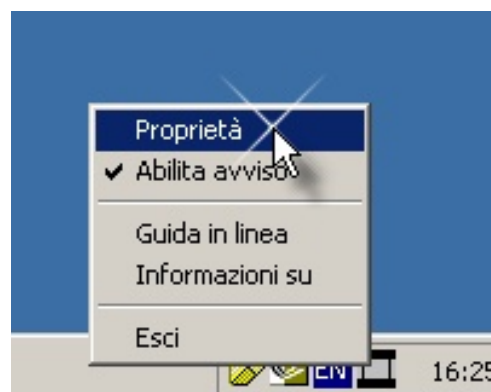 Proprietà
Abilita avviso
Guida in linea
Informazioni su
Esci
EN
16:25